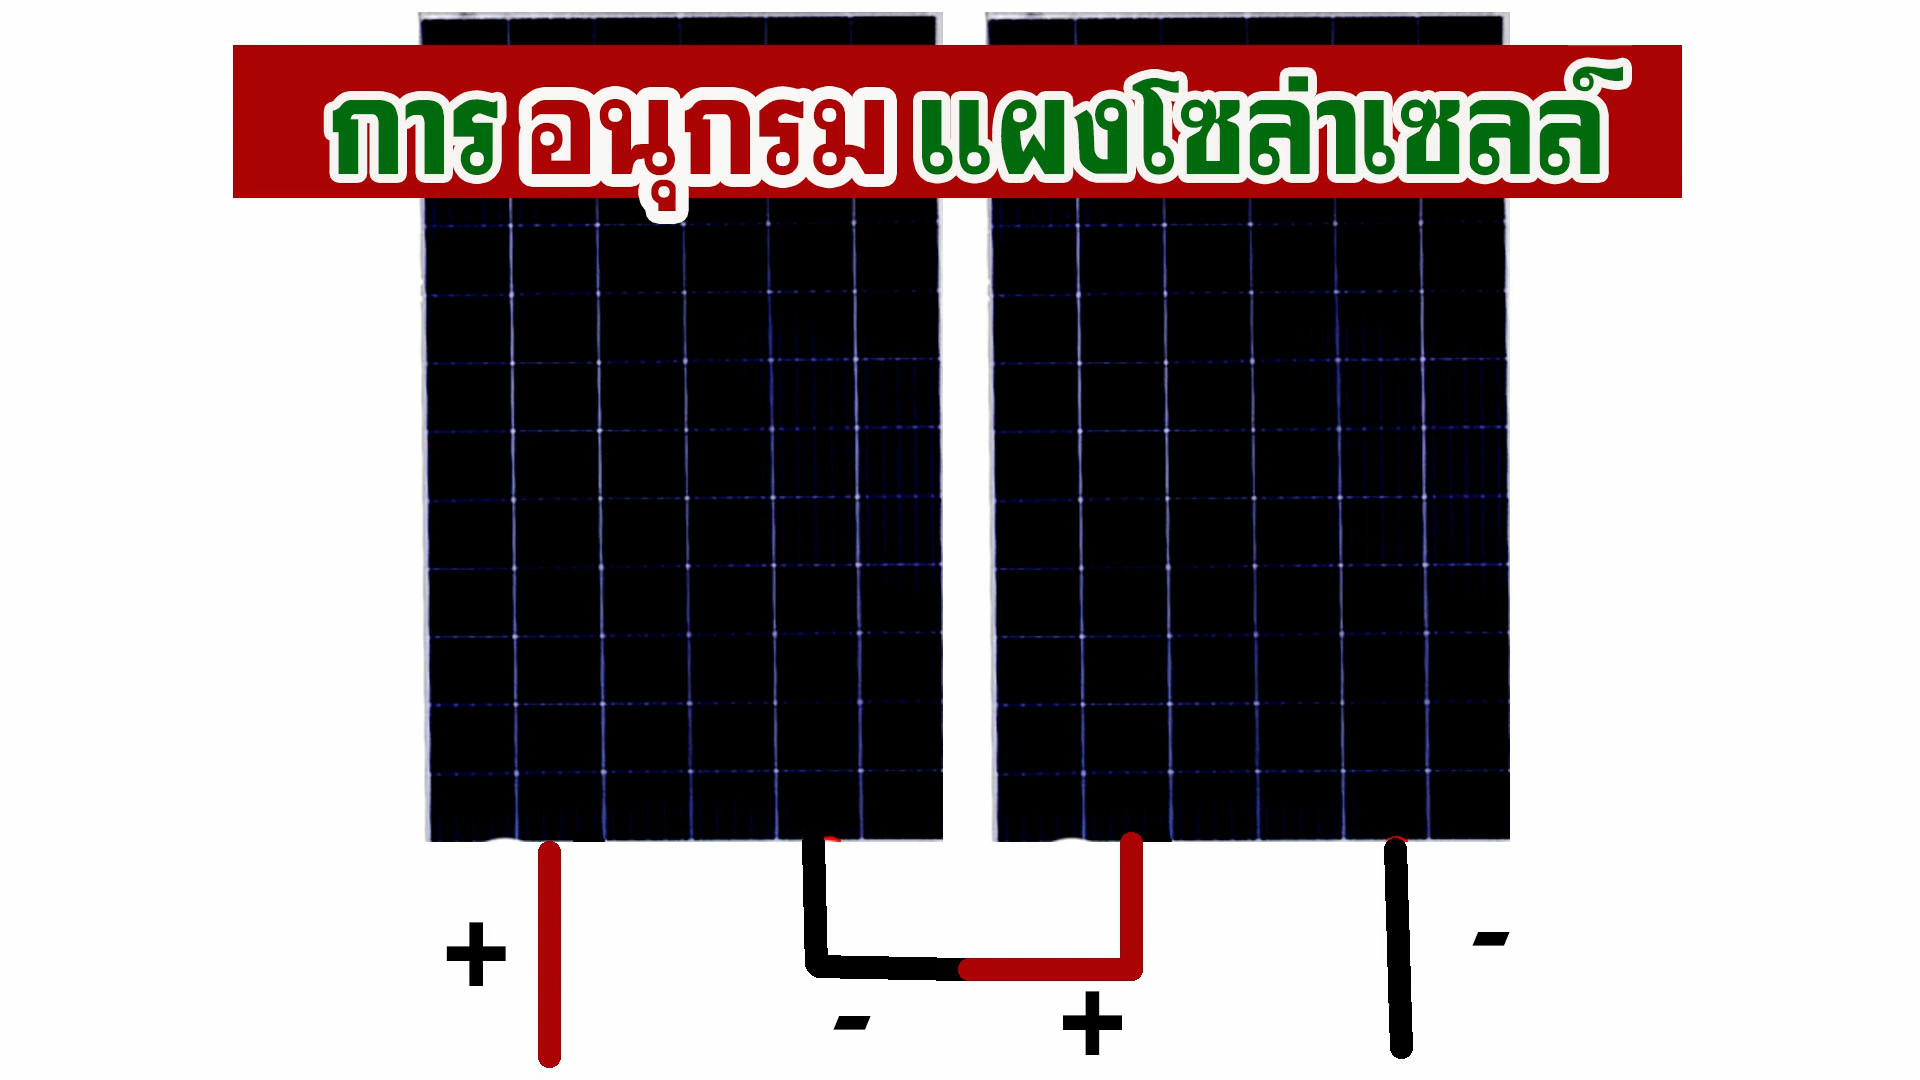 การ อนุกรม แผงโซล่าเซลล์
+
-
+
-